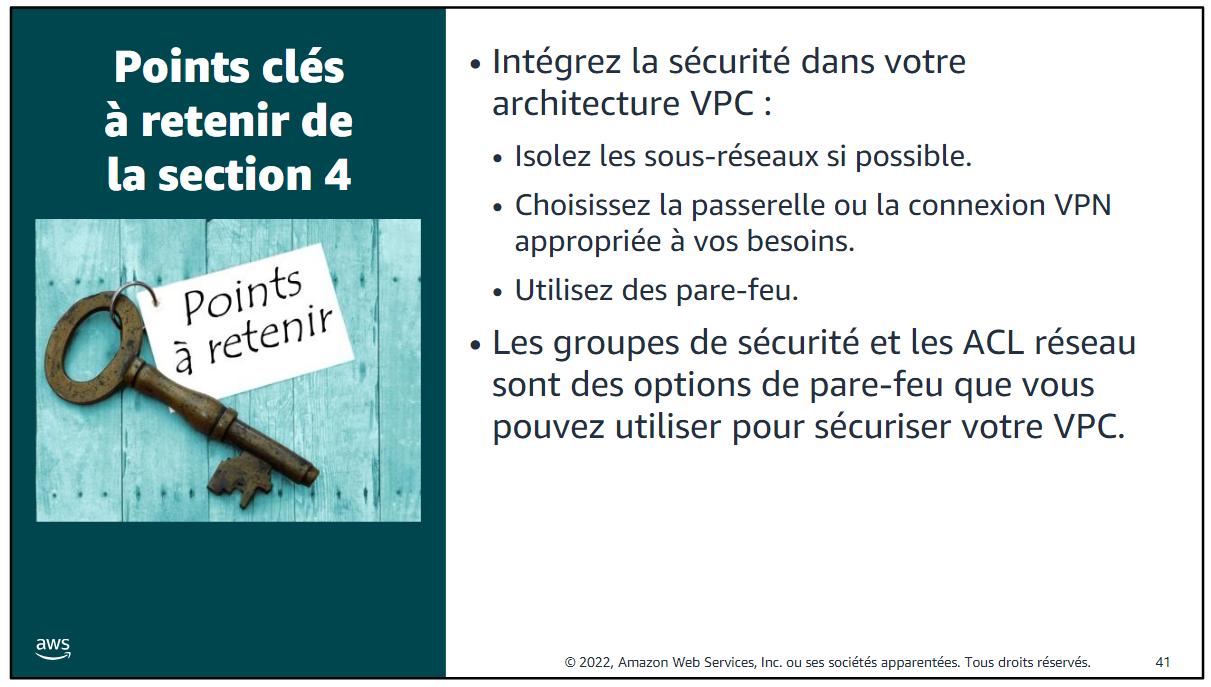 Points clés
à retenir de
la section 4
Points
à retenir
aws
• Intégrez la sécurité dans votre
architecture VPC :
• Isolez les sous-réseaux si possible.
• Choisissez la passerelle ou la connexion VPN
appropriée à vos besoins.
• Utilisez des pare-feu.
• Les groupes de sécurité et les ACL réseau
sont des options de pare-feu que vous
pouvez utiliser pour sécuriser votre VPC.
© 2022, Amazon Web Services, Inc. ou ses sociétés apparentées. Tous droits réservés.
41